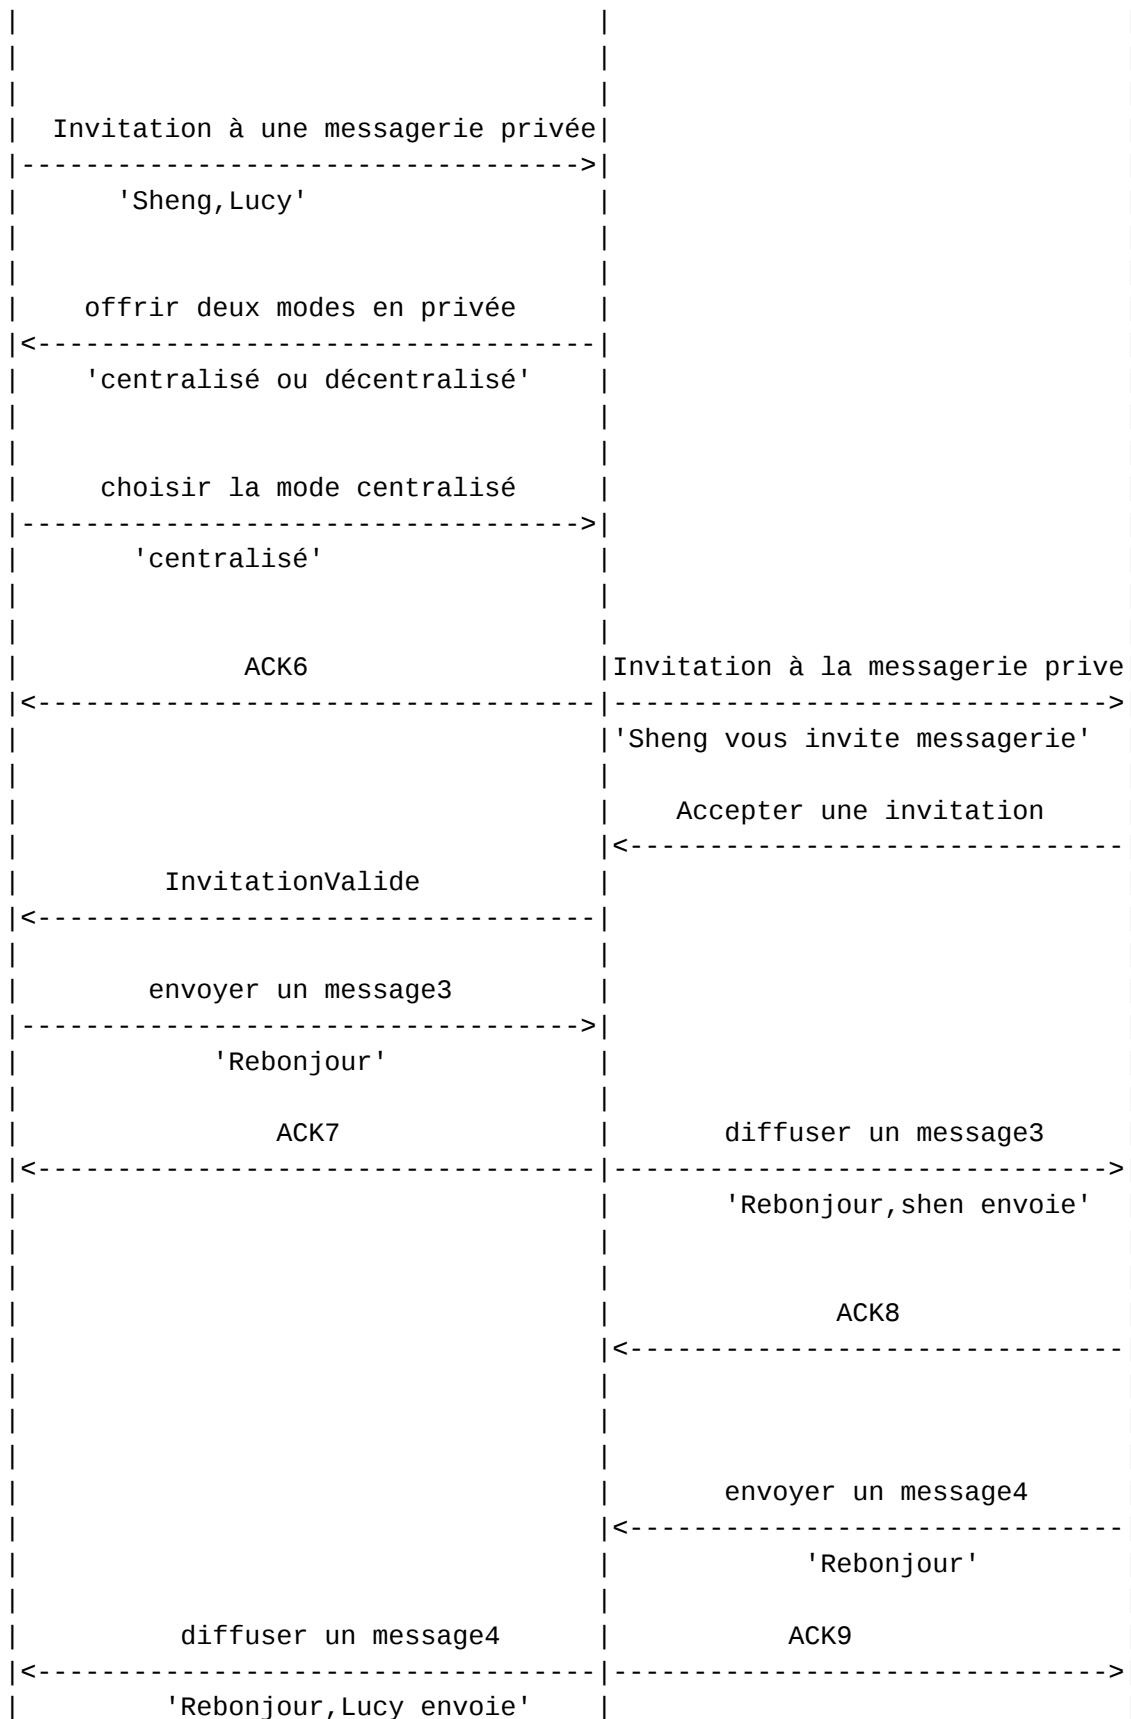 Invitation à une messagerie privée
'Sheng,Lucy'
offrir deux modes en privée
'centralisé ou décentralisé'
choisir la mode centralisé
'centralisé'
ACK6 Invitation à la messagerie prive
'Sheng vous invite messagerie'
Accepter une invitation
InvitationValide
envoyer un message3
'Rebonjour'
ACK7 diffuser un message3
'Rebonjour,shen envoie'
ACK8
envoyer un message4
'Rebonjour'
diffuser un message4 ACK9
'Rebonjour,Lucy envoie'